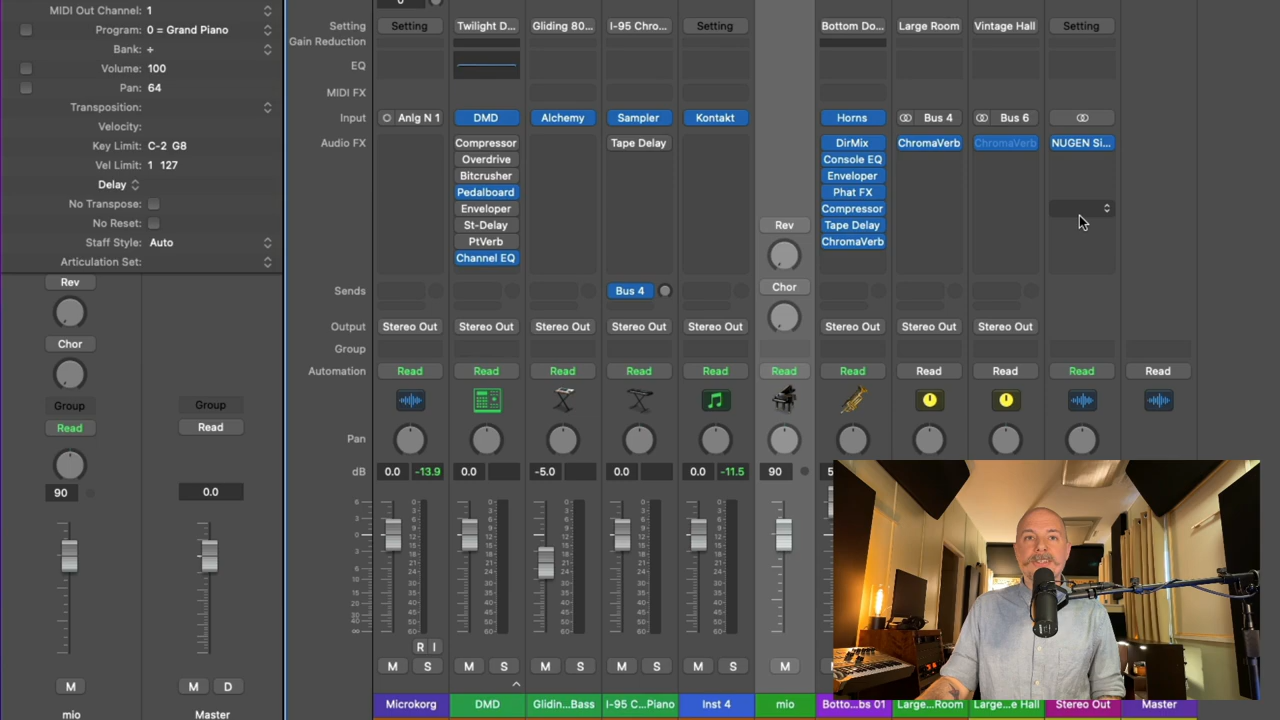 MIDI Out Channel: 1
Program: 0 = Grand Piano
Bank: ÷
Volume: 100
Pan: 64
Transposition:
Velocity:
Key Limit: C-2 G8
Vel Limit: 1 127
Delay
No Transpose:
No Reset:
Staff Style: Auto
Articulation Set:
Rev
Chor
Group Group
Read Read
90 0.0
M M D
mio Master
0
Setting Setting Twilight D... Gliding 80... I-95 Chro... Setting Bottom Do... Large Room Vintage Hall Setting
Gain Reduction
EQ
MIDI FX
Input Anlg N 1 DMD Alchemy Sampler Kontakt Horns Bus 4 Bus 6
Audio FX Compressor Tape Delay DirMix ChromaVerb ChromaVerb NUGEN Si...
Overdrive Console EQ
Bitcrusher Enveloper
Pedalboard Phat FX
Enveloper Compressor
St-Delay Rev Tape Delay
PtVerb ChromaVerb
Channel EQ
Chor
Sends Bus 4
Output Stereo Out Stereo Out Stereo Out Stereo Out Stereo Out Stereo Out Stereo Out Stereo Out
Group
Automation Read Read Read Read Read Read Read Read Read Read Read
Pan
dB 0.0 -13.9 0.0 -5.0 0.0 0.0 -11.5 90
R I
M S M S M S M S M S M
Microkorg DMD Glidin...Bass I-95 C...Piano Inst 4 mio Botto...bs 01 Large...Room Large...e Hall Stereo Out Master